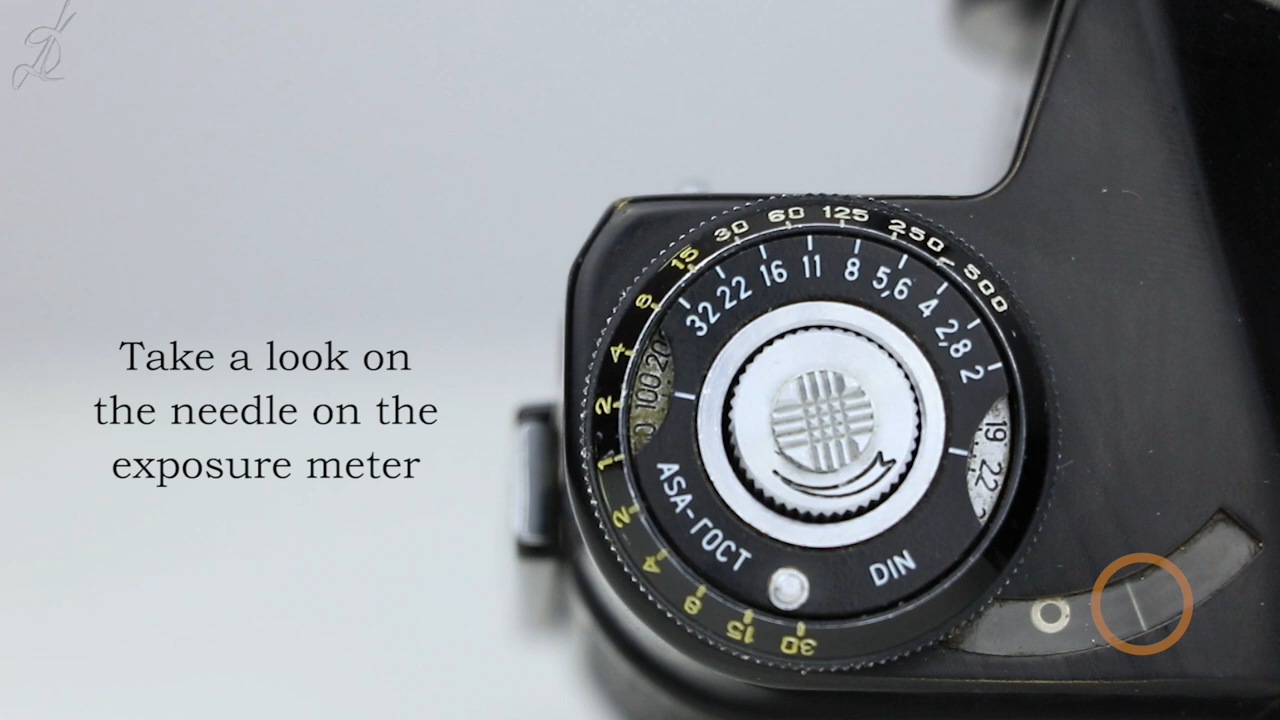 Take a look on
the needle on the
exposure meter
15 30 60 125 250 500
8
4
2
1
2
4
8
15
30
32 22 16 11 8 5,6 4 2,8 2
100 20
19 22
ASA-ГОСТ
DIN